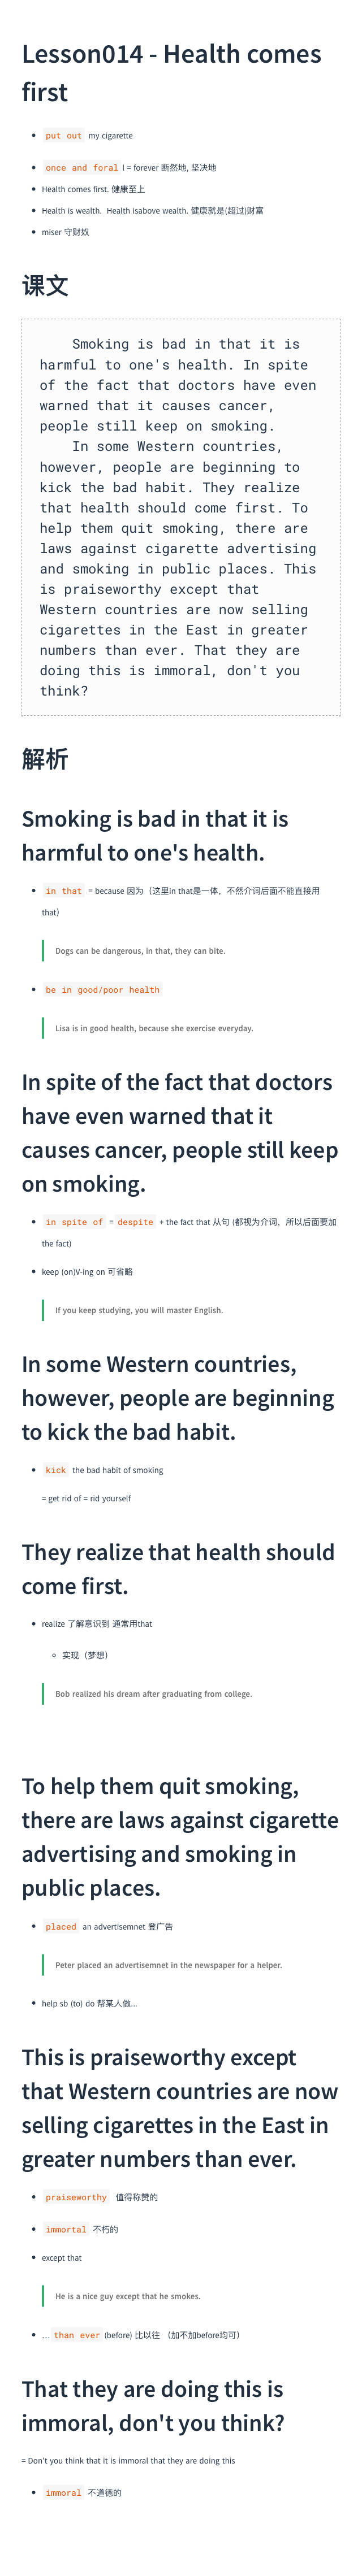 Lesson014 - Health comes
first
put out my cigarette
once and foral l = forever 断然地, 坚决地
Health comes first. 健康至上
Health is wealth. Health isabove wealth. 健康就是(超过)财富
miser 守财奴
课文
Smoking is bad in that it is
harmful to one's health. In spite
of the fact that doctors have even
warned that it causes cancer,
people still keep on smoking.
In some Western countries,
however, people are beginning to
kick the bad habit. They realize
that health should come first. To
help them quit smoking, there are
laws against cigarette advertising
and smoking in public places. This
is praiseworthy except that
Western countries are now selling
cigarettes in the East in greater
numbers than ever. That they are
doing this is immoral, don't you
think?
解析
Smoking is bad in that it is
harmful to one's health.
in that = because 因为（这里in that是一体，不然介词后面不能直接用
that）
Dogs can be dangerous, in that, they can bite.
be in good/poor health
Lisa is in good health, because she exercise everyday.
In spite of the fact that doctors
have even warned that it
causes cancer, people still keep
on smoking.
in spite of = despite + the fact that 从句 (都视为介词，所以后面要加
the fact)
keep (on)V-ing on 可省略
If you keep studying, you will master English.
In some Western countries,
however, people are beginning
to kick the bad habit.
kick the bad habit of smoking
= get rid of = rid yourself
They realize that health should
come first.
realize 了解意识到 通常用that
实现（梦想）
Bob realized his dream after graduating from college.
To help them quit smoking,
there are laws against cigarette
advertising and smoking in
public places.
placed an advertisemnet 登广告
Peter placed an advertisemnet in the newspaper for a helper.
help sb (to) do 帮某人做...
This is praiseworthy except
that Western countries are now
selling cigarettes in the East in
greater numbers than ever.
praiseworthy 值得称赞的
immortal 不朽的
except that
He is a nice guy except that he smokes.
... than ever (before) 比以往 （加不加before均可）
That they are doing this is
immoral, don't you think?
= Don't you think that it is immoral that they are doing this
immoral 不道德的